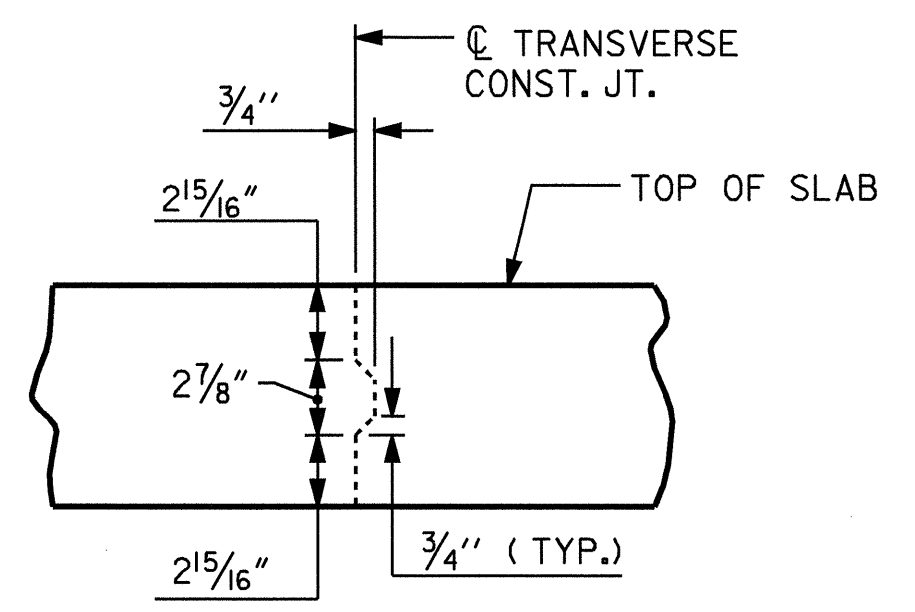 ℄ TRANSVERSE
CONST. JT.
3/4''
2 15/16"
TOP OF SLAB
2 7/8"
3/4'' (TYP.)
2 15/16"